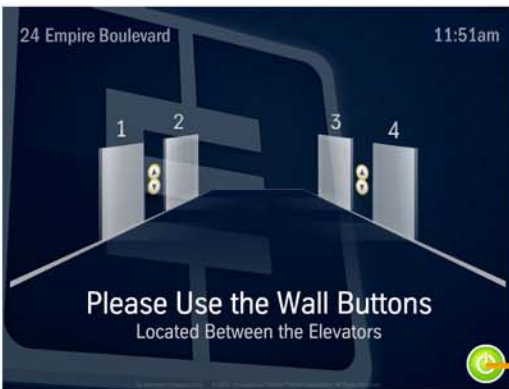 24 Empire Boulevard 11:51am
1 2 3 4
Please Use the Wall Buttons
Located Between the Elevators